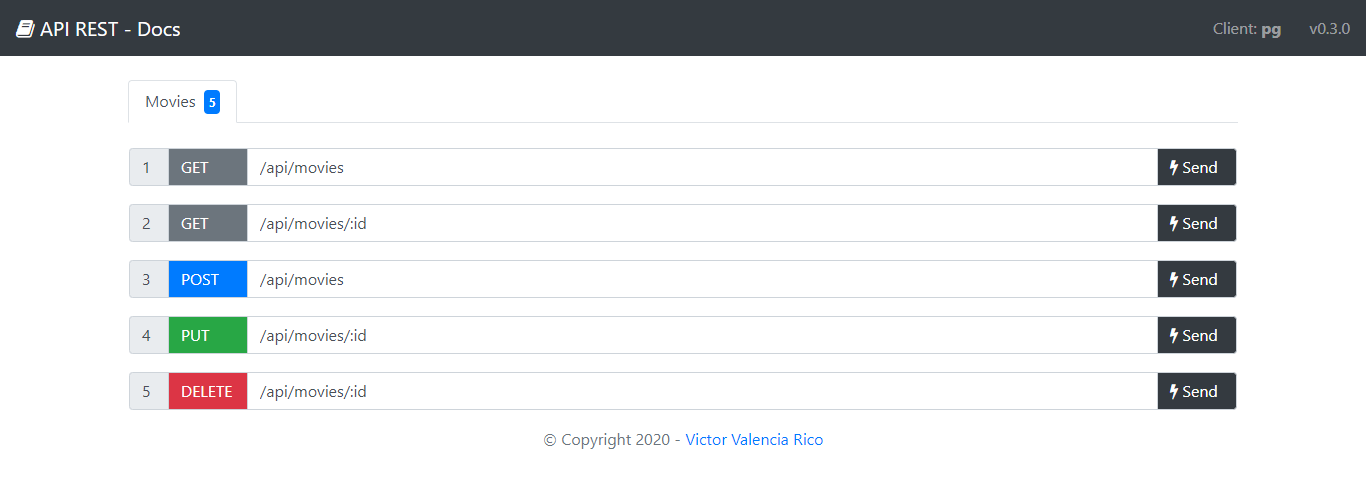 API REST - Docs Client: pg v0.3.0
Movies 5
1 GET /api/movies Send
2 GET /api/movies/:id Send
3 POST /api/movies Send
4 PUT /api/movies/:id Send
5 DELETE /api/movies/:id Send
© Copyright 2020 - Victor Valencia Rico